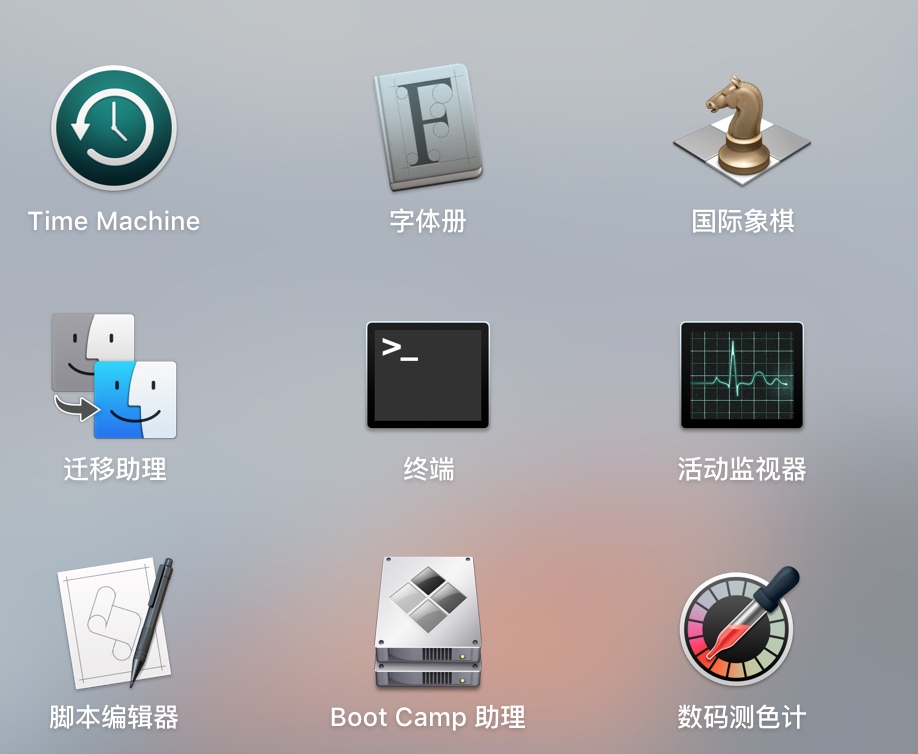 Time Machine
字体册
F
国际象棋
>_
迁移助理
终端
活动监视器
脚本编辑器
Boot Camp 助理
数码测色计